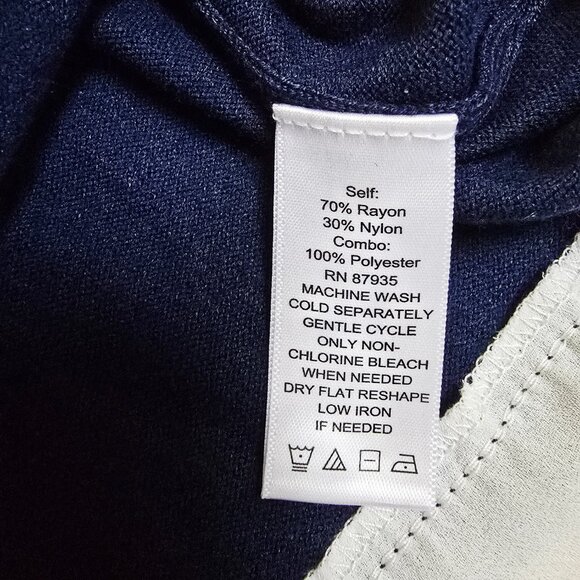 Self:
70% Rayon
30% Nylon
Combo:
100% Polyester
RN 87935
MACHINE WASH
COLD SEPARATELY
GENTLE CYCLE
ONLY NON-
CHLORINE BLEACH
WHEN NEEDED
DRY FLAT RESHAPE
LOW IRON
IF NEEDED